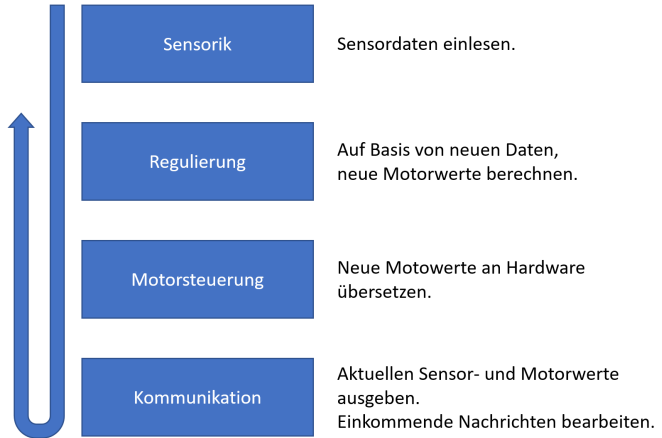 Sensorik
Sensordaten einlesen.
Regulierung
Auf Basis von neuen Daten,
neue Motorwerte berechnen.
Motorsteuerung
Neue Motowerte an Hardware
übersetzen.
Kommunikation
Aktuellen Sensor- und Motorwerte
ausgeben.
Einkommende Nachrichten bearbeiten.